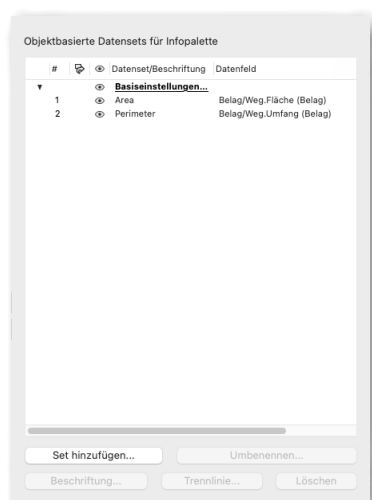 Objektbasierte Datensets für Infopalette
# Datenset/Beschriftung Datenfeld
Basiseinstellungen...
1 Area Belag/Weg.Fläche (Belag)
2 Perimeter Belag/Weg.Umfang (Belag)
Set hinzufügen... Umbenennen...
Beschriftung... Trennlinie... Löschen